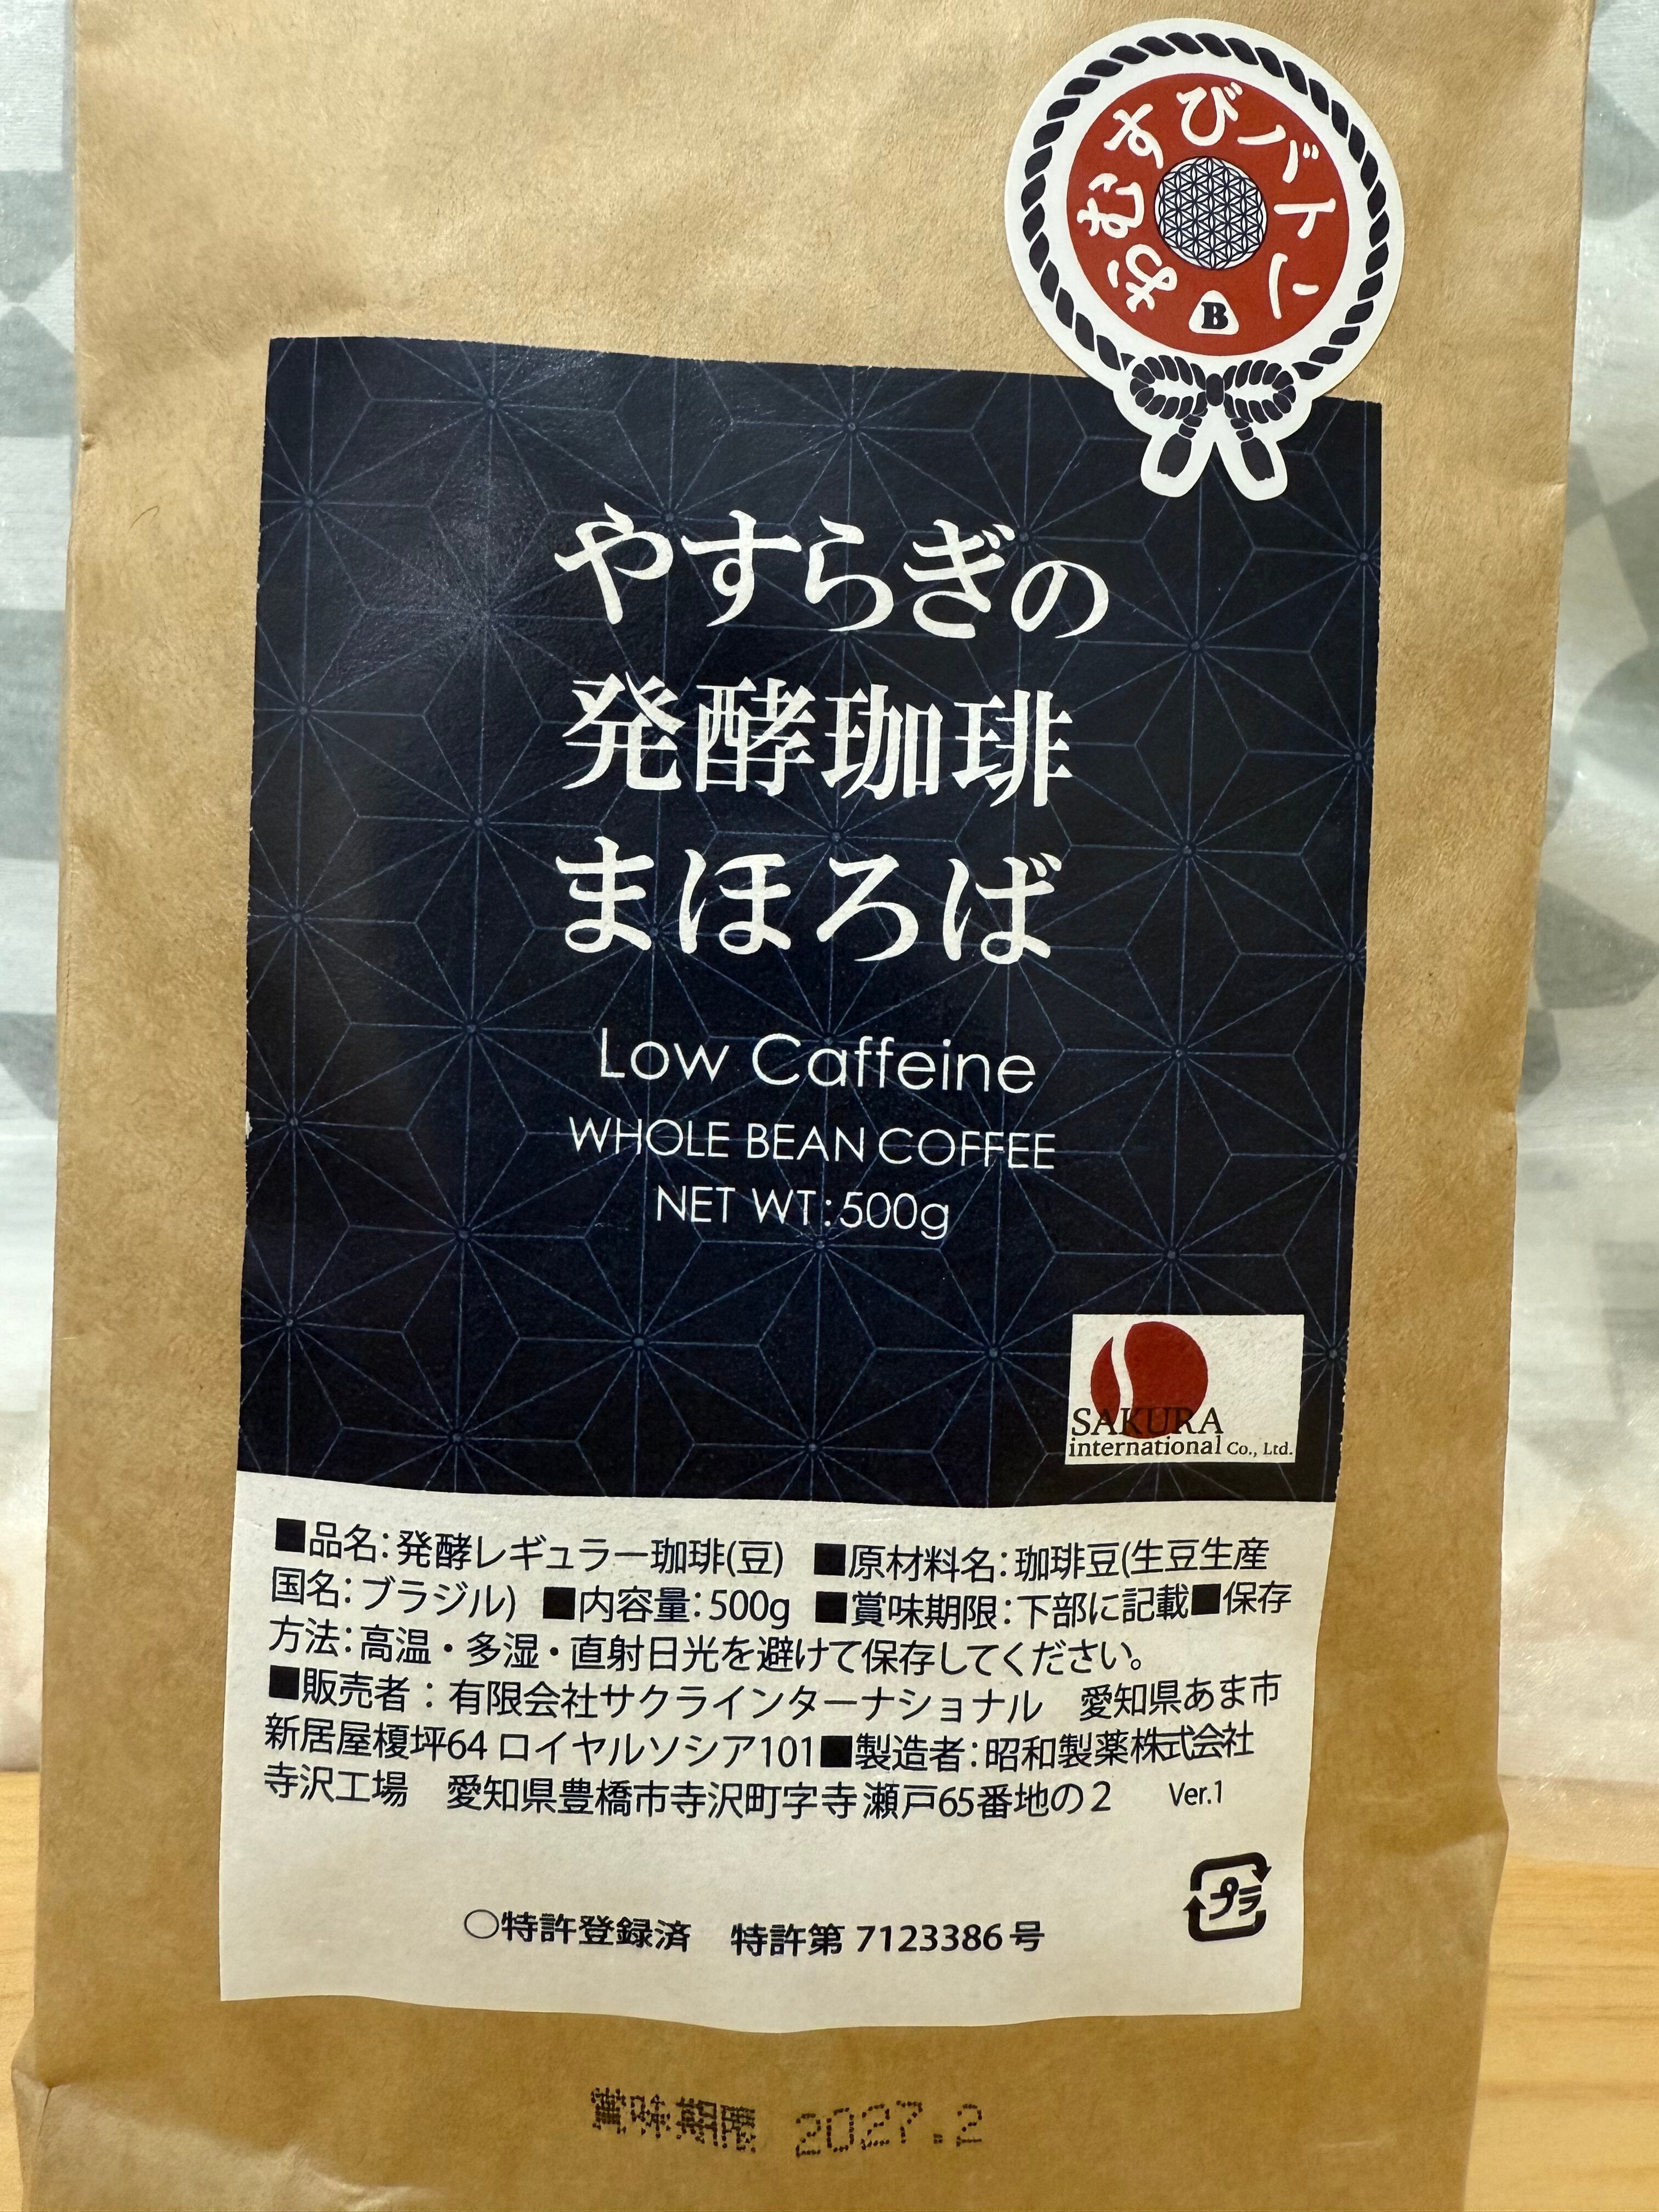 おむすびバトン
B
やすらぎの
発酵珈琲
まほろば
Low Caffeine
WHOLE BEAN COFFEE
NET WT:500g
SAKURA
international Co., Ltd.
■品名:発酵レギュラー珈琲(豆) ■原材料名:珈琲豆(生豆生産
国名:ブラジル) ■内容量:500g ■賞味期限:下部に記載■保存
方法:高温・多湿・直射日光を避けて保存してください。
■販売者:有限会社サクラインターナショナル 愛知県あま市
新居屋榎坪64 ロイヤルソシア101■製造者:昭和製薬株式会社
寺沢工場 愛知県豊橋市寺沢町字寺瀬戸65番地の2 Ver.1
プラ
○特許登録済 特許第7123386号
賞味期限 2027.2